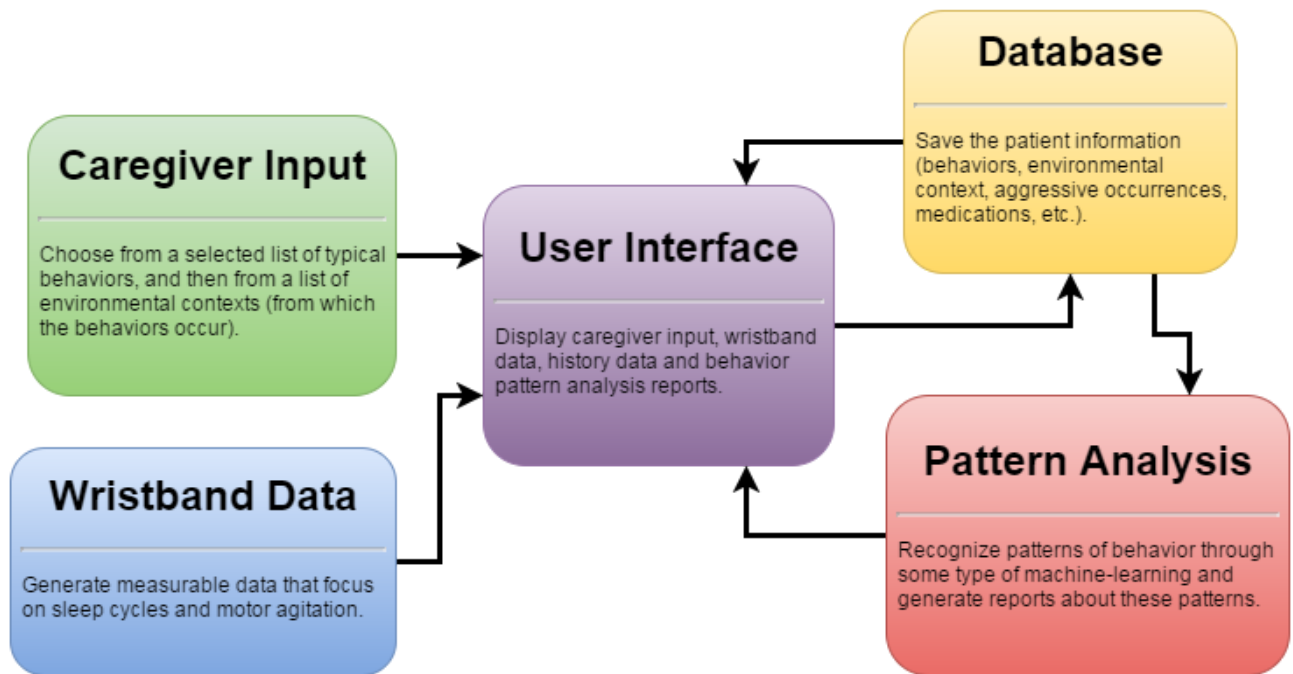 Caregiver Input
Choose from a selected list of typical
behaviors, and then from a list of
environmental contexts (from which
the behaviors occur).
Wristband Data
Generate measurable data that focus
on sleep cycles and motor agitation.
User Interface
Display caregiver input, wristband
data, history data and behavior
pattern analysis reports.
Database
Save the patient information
(behaviors, environmental
context, aggressive occurrences,
medications, etc.).
Pattern Analysis
Recognize patterns of behavior through
some type of machine-learning and
generate reports about these patterns.